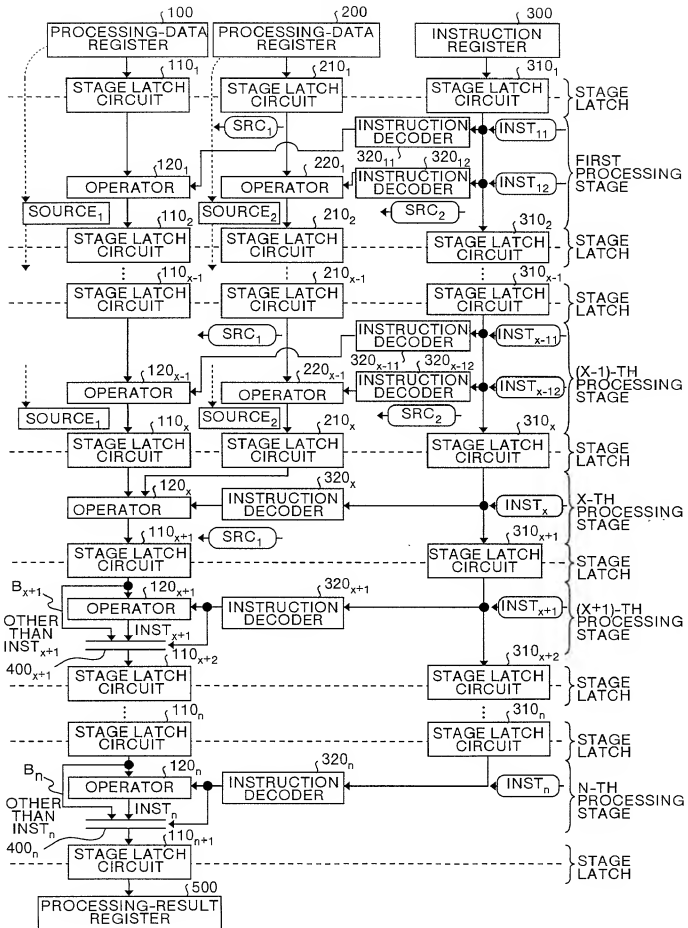 100
200
300
PROCESSING-DATA
REGISTER
PROCESSING-DATA
REGISTER
INSTRUCTION
REGISTER
110₁
210₁
310₁
STAGE LATCH
CIRCUIT
STAGE LATCH
CIRCUIT
STAGE LATCH
CIRCUIT
STAGE
LATCH
SRC₁
INSTRUCTION
DECODER
INST₁₁
320₁₁
320₁₂
120₁
220₁
OPERATOR
OPERATOR
INSTRUCTION
DECODER
INST₁₂
FIRST
PROCESSING
STAGE
SOURCE₁
SOURCE₂
SRC₂
110₂
210₂
310₂
STAGE LATCH
CIRCUIT
STAGE LATCH
CIRCUIT
STAGE LATCH
CIRCUIT
STAGE
LATCH
110ₓ₋₁
210ₓ₋₁
310ₓ₋₁
STAGE LATCH
CIRCUIT
STAGE LATCH
CIRCUIT
STAGE LATCH
CIRCUIT
STAGE
LATCH
SRC₁
INSTRUCTION
DECODER
INSTₓ₋₁₁
320ₓ₋₁₁
320ₓ₋₁₂
120ₓ₋₁
220ₓ₋₁
OPERATOR
OPERATOR
INSTRUCTION
DECODER
INSTₓ₋₁₂
(X-1)-TH
PROCESSING
STAGE
SOURCE₁
SOURCE₂
SRC₂
110ₓ
210ₓ
310ₓ
STAGE LATCH
CIRCUIT
STAGE LATCH
CIRCUIT
STAGE LATCH
CIRCUIT
STAGE
LATCH
120ₓ
320ₓ
OPERATOR
INSTRUCTION
DECODER
INSTₓ
X-TH
PROCESSING
STAGE
SRC₁
110ₓ₊₁
310ₓ₊₁
STAGE LATCH
CIRCUIT
STAGE LATCH
CIRCUIT
STAGE
LATCH
Bₓ₊₁
120ₓ₊₁
320ₓ₊₁
OPERATOR
INSTRUCTION
DECODER
INSTₓ₊₁
(X+1)-TH
PROCESSING
STAGE
OTHER
THAN
INSTₓ₊₁
INSTₓ₊₁
400ₓ₊₁
110ₓ₊₂
310ₓ₊₂
STAGE LATCH
CIRCUIT
STAGE LATCH
CIRCUIT
STAGE
LATCH
110ₙ
310ₙ
STAGE LATCH
CIRCUIT
STAGE LATCH
CIRCUIT
STAGE
LATCH
Bₙ
120ₙ
320ₙ
OPERATOR
INSTRUCTION
DECODER
INSTₙ
N-TH
PROCESSING
STAGE
OTHER
THAN
INSTₙ
INSTₙ
400ₙ
110ₙ₊₁
STAGE LATCH
CIRCUIT
STAGE
LATCH
500
PROCESSING-RESULT
REGISTER